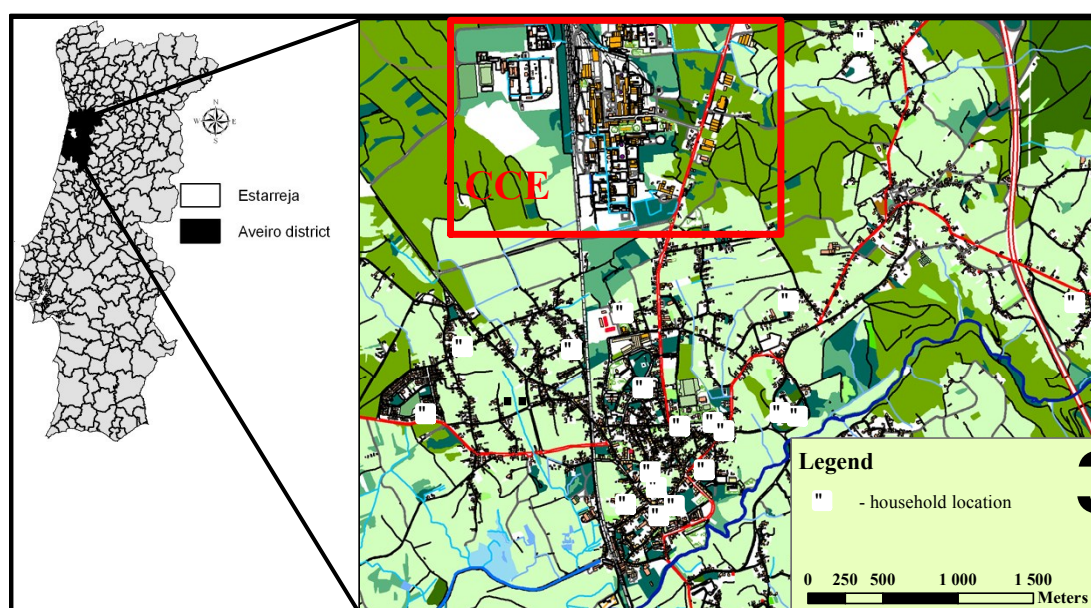 N
W E
S
Estarreja
Aveiro district
CCE
Legend
" - household location
0 250 500 1 000 1 500
Meters